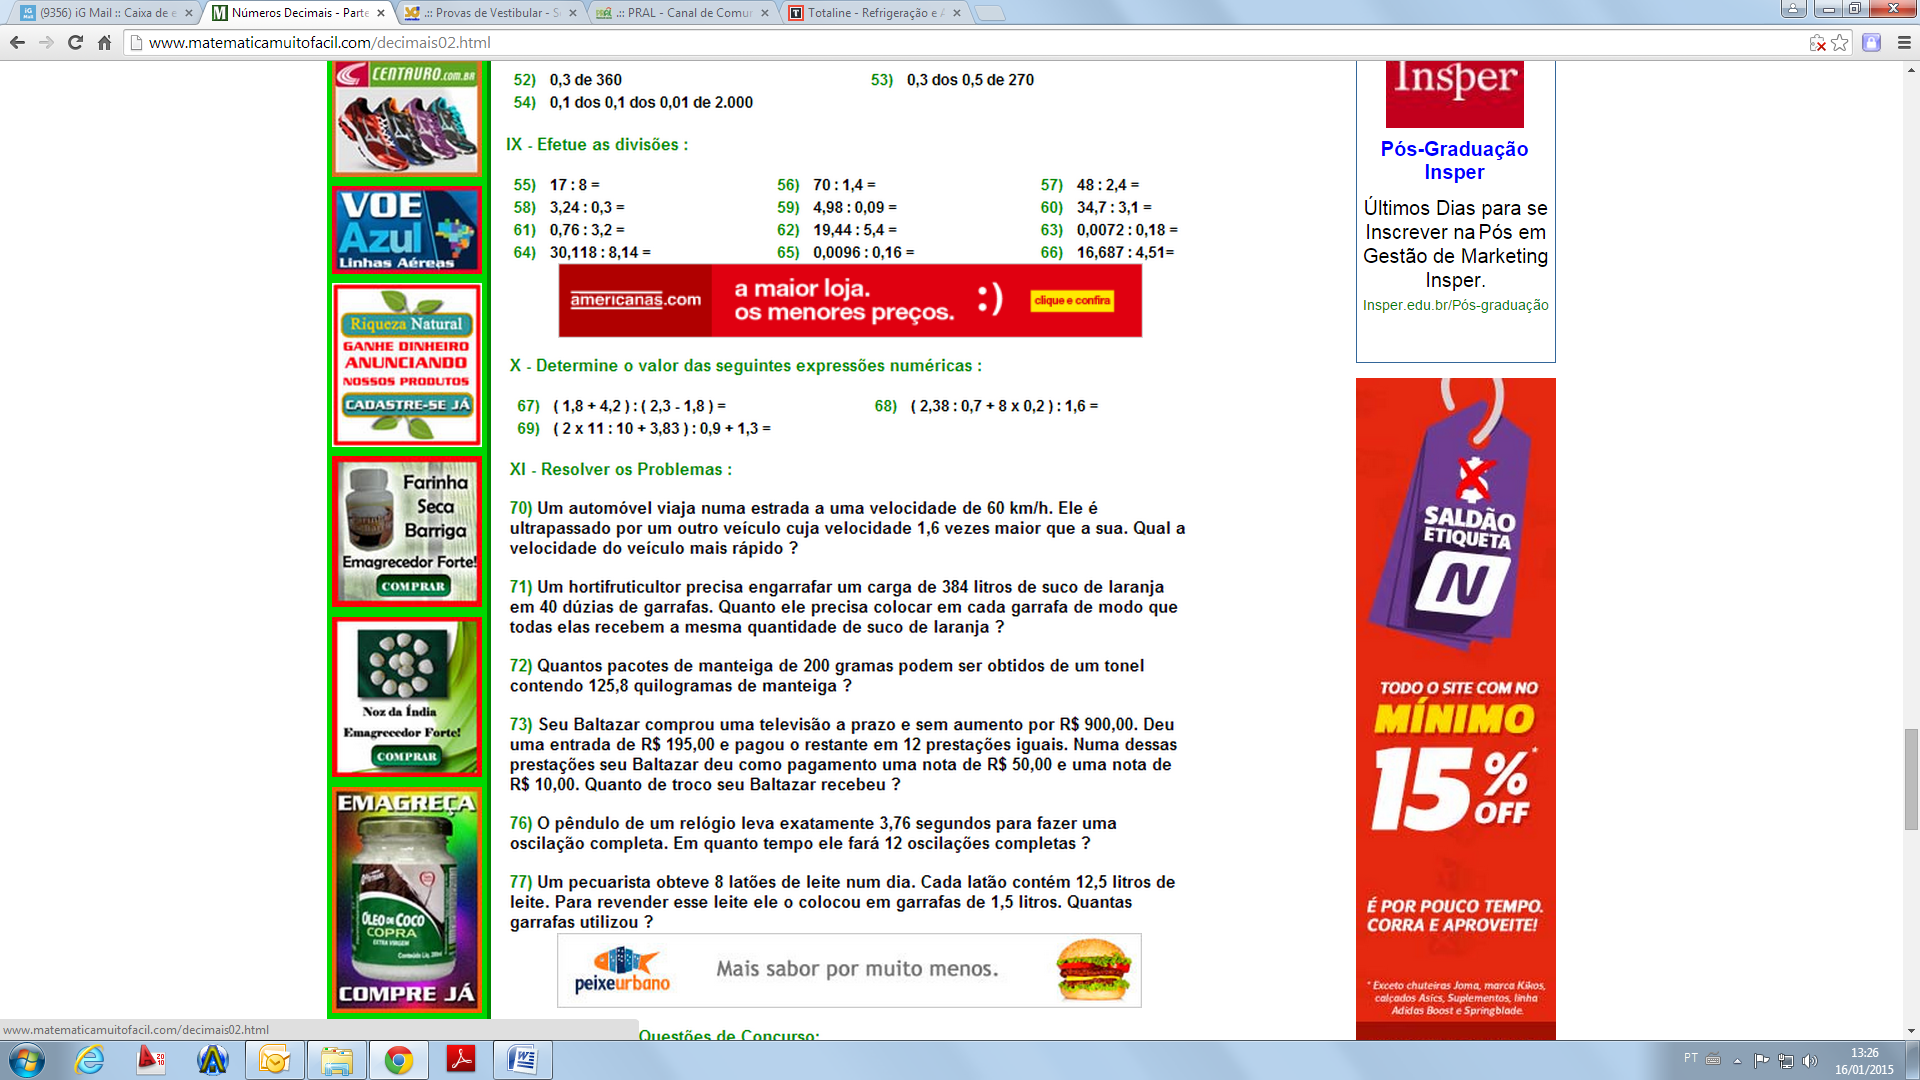 (9356) iG Mail :: Caixa de e
Números Decimais - Parte
.:: Provas de Vestibular - S
.:: PRAL - Canal de Comun
Totaline - Refrigeração e A
www.matematicamuitofacil.com/decimais02.html
CENTAURO.COM.BR
VOE
Azul
Linhas Aéreas
Riqueza Natural
GANHE DINHEIRO
ANUNCIANDO
NOSSOS PRODUTOS
CADASTRE-SE JÁ
Farinha
Seca
Barriga
Emagrecedor Forte!
COMPRAR
Noz da Índia
Emagrecedor Forte!
COMPRAR
EMAGREÇA
ÓLEO DE COCO
COPRA
EXTRA VIRGEM
COMPRE JÁ
52) 0,3 de 360
53) 0,3 dos 0,5 de 270
54) 0,1 dos 0,1 dos 0,01 de 2.000
IX - Efetue as divisões :
55) 17 : 8 =
56) 70 : 1,4 =
57) 48 : 2,4 =
58) 3,24 : 0,3 =
59) 4,98 : 0,09 =
60) 34,7 : 3,1 =
61) 0,76 : 3,2 =
62) 19,44 : 5,4 =
63) 0,0072 : 0,18 =
64) 30,118 : 8,14 =
65) 0,0096 : 0,16 =
66) 16,687 : 4,51=
americanas.com
a maior loja.
os menores preços.
:)
clique e confira
X - Determine o valor das seguintes expressões numéricas :
67) ( 1,8 + 4,2 ) : ( 2,3 - 1,8 ) =
68) ( 2,38 : 0,7 + 8 x 0,2 ) : 1,6 =
69) ( 2 x 11 : 10 + 3,83 ) : 0,9 + 1,3 =
XI - Resolver os Problemas :
70) Um automóvel viaja numa estrada a uma velocidade de 60 km/h. Ele é
ultrapassado por um outro veículo cuja velocidade 1,6 vezes maior que a sua. Qual a
velocidade do veículo mais rápido ?
71) Um hortifruticultor precisa engarrafar um carga de 384 litros de suco de laranja
em 40 dúzias de garrafas. Quanto ele precisa colocar em cada garrafa de modo que
todas elas recebem a mesma quantidade de suco de laranja ?
72) Quantos pacotes de manteiga de 200 gramas podem ser obtidos de um tonel
contendo 125,8 quilogramas de manteiga ?
73) Seu Baltazar comprou uma televisão a prazo e sem aumento por R$ 900,00. Deu
uma entrada de R$ 195,00 e pagou o restante em 12 prestações iguais. Numa dessas
prestações seu Baltazar deu como pagamento uma nota de R$ 50,00 e uma nota de
R$ 10,00. Quanto de troco seu Baltazar recebeu ?
76) O pêndulo de um relógio leva exatamente 3,76 segundos para fazer uma
oscilação completa. Em quanto tempo ele fará 12 oscilações completas ?
77) Um pecuarista obteve 8 latões de leite num dia. Cada latão contém 12,5 litros de
leite. Para revender esse leite ele o colocou em garrafas de 1,5 litros. Quantas
garrafas utilizou ?
peixeurbano
Mais sabor por muito menos.
Questões de Concurso:
Insper
Pós-Graduação
Insper
Últimos Dias para se
Inscrever na Pós em
Gestão de Marketing
Insper.
Insper.edu.br/Pós-graduação
$
SALDÃO
ETIQUETA
N
TODO O SITE COM NO
MÍNIMO
15%*
OFF
É POR POUCO TEMPO.
CORRA E APROVEITE!
* Exceto chuteiras Joma, marca Kikos,
calçados Asics, Suplementos, linha
Adidas Boost e Springblade.
www.matematicamuitofacil.com/decimais02.html
PT
13:26
16/01/2015